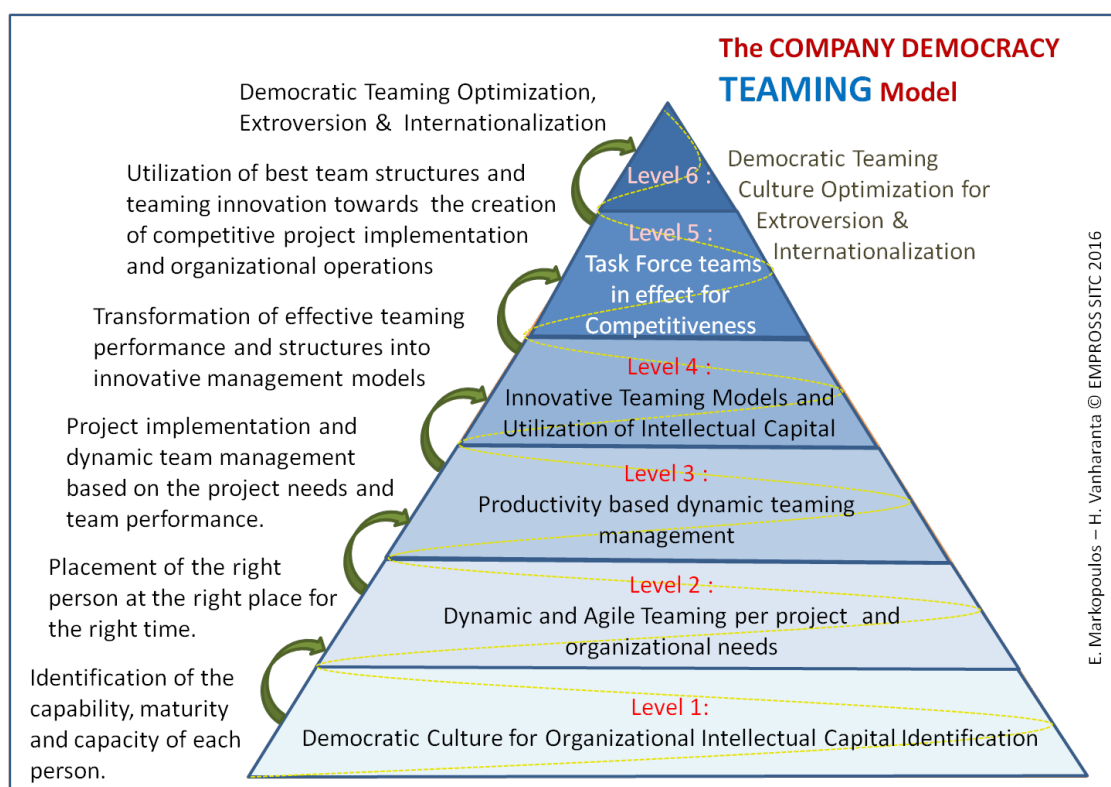 The COMPANY DEMOCRACY
TEAMING Model
Democratic Teaming Optimization,
Extroversion & Internationalization
Utilization of best team structures and
teaming innovation towards the creation
of competitive project implementation
and organizational operations
Transformation of effective teaming
performance and structures into
innovative management models
Project implementation and
dynamic team management
based on the project needs and
team performance.
Placement of the right
person at the right place for
the right time.
Identification of the
capability, maturity
and capacity of each
person.
Level 6 :
Democratic Teaming
Culture Optimization for
Extroversion &
Internationalization
Level 5 :
Task Force teams
in effect for
Competitiveness
Level 4 :
Innovative Teaming Models and
Utilization of Intellectual Capital
Level 3 :
Productivity based dynamic teaming
management
Level 2 :
Dynamic and Agile Teaming per project and
organizational needs
Level 1:
Democratic Culture for Organizational Intellectual Capital Identification
E. Markopoulos – H. Vanharanta © EMPROSS SITC 2016